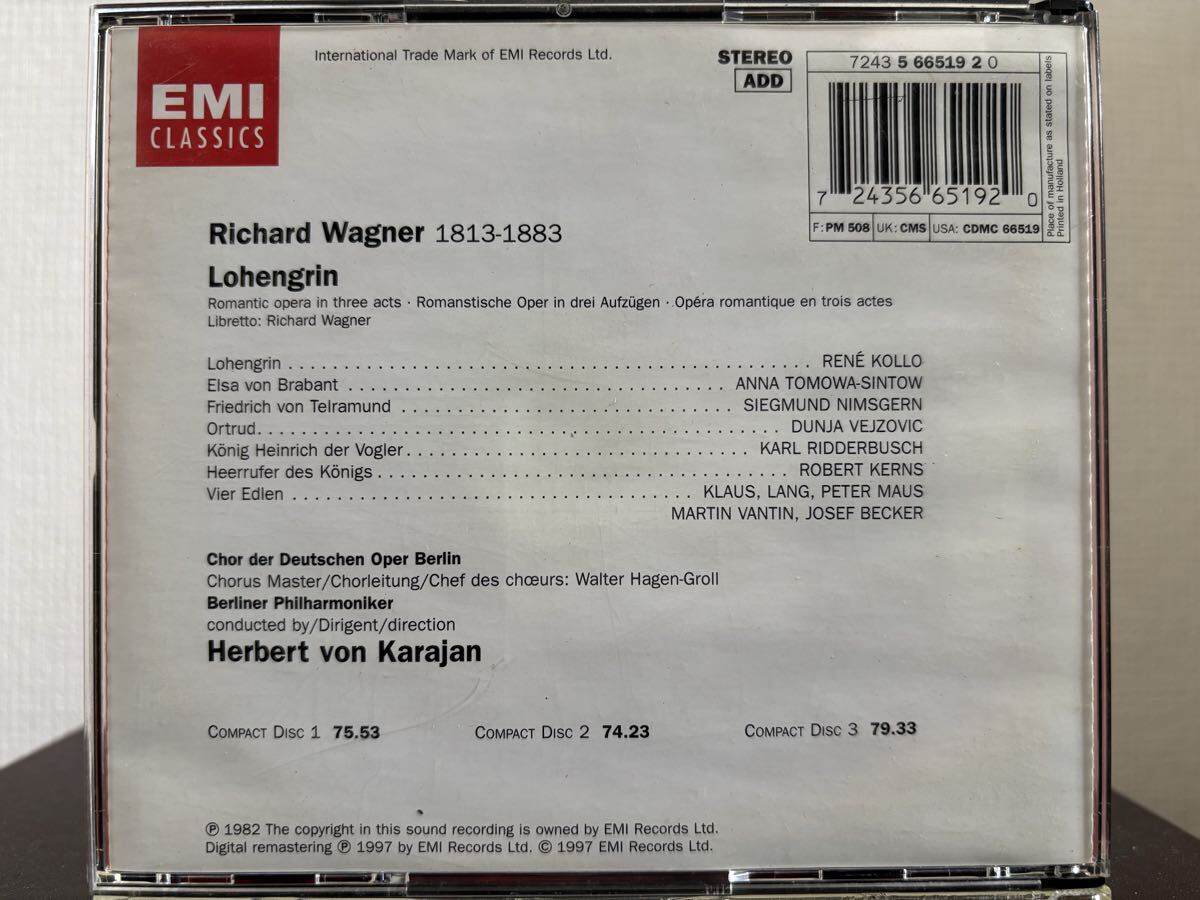 EMI
CLASSICS
International Trade Mark of EMI Records Ltd.
STEREO
ADD
7243 5 66519 2 0
7 24356 65192 0
F: PM 508 UK: CMS USA: CDMC 66519
Place of manufacture as stated on labels
Printed in Holland
Richard Wagner 1813-1883
Lohengrin
Romantic opera in three acts · Romanstische Oper in drei Aufzügen · Opéra romantique en trois actes
Libretto: Richard Wagner
Lohengrin . . . . . . . . . . RENÉ KOLLO
Elsa von Brabant . . . . . . . . . . ANNA TOMOWA-SINTOW
Friedrich von Telramund . . . . . . . . . . SIEGMUND NIMSGERN
Ortrud. . . . . . . . . . DUNJA VEJZOVIC
König Heinrich der Vogler. . . . . . . . . . KARL RIDDERBUSCH
Heerrufer des Königs . . . . . . . . . . ROBERT KERNS
Vier Edlen . . . . . . . . . . KLAUS, LANG, PETER MAUS
MARTIN VANTIN, JOSEF BECKER
Chor der Deutschen Oper Berlin
Chorus Master/Chorleitung/Chef des chœurs: Walter Hagen-Groll
Berliner Philharmoniker
conducted by/Dirigent/direction
Herbert von Karajan
COMPACT DISC 1 75.53 COMPACT DISC 2 74.23 COMPACT DISC 3 79.33
℗ 1982 The copyright in this sound recording is owned by EMI Records Ltd.
Digital remastering ℗ 1997 by EMI Records Ltd. © 1997 EMI Records Ltd.